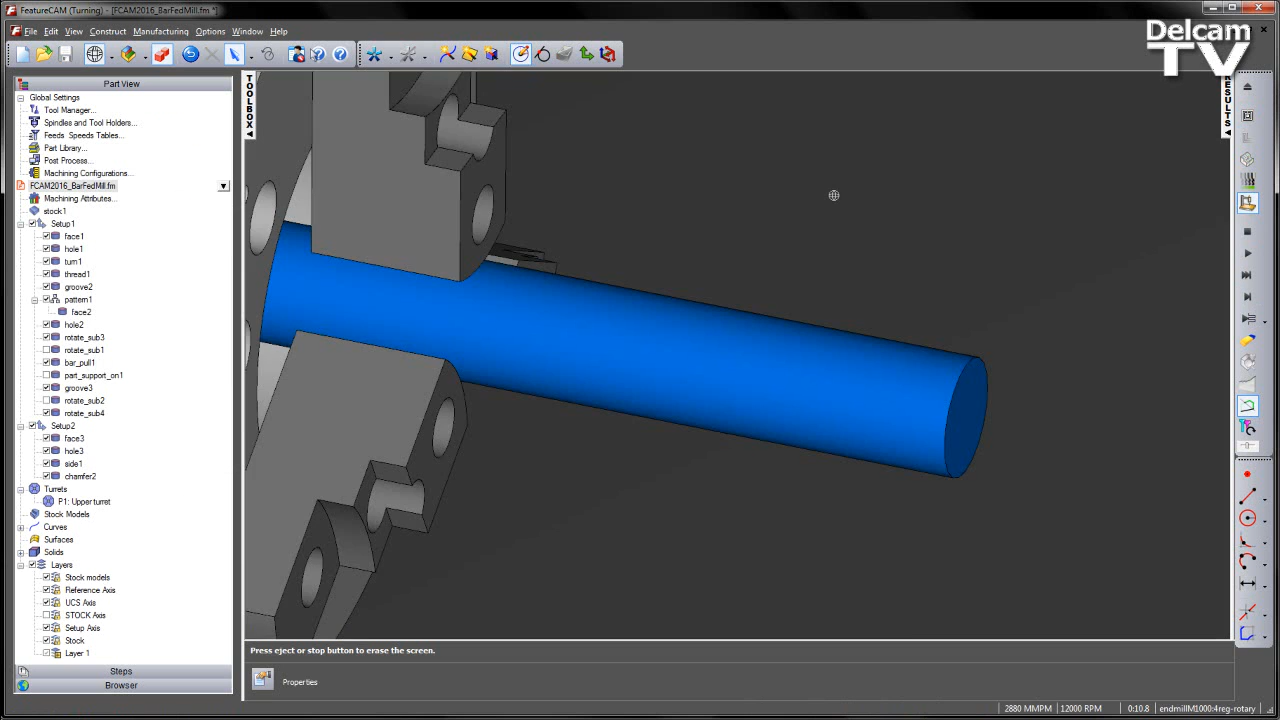 FeatureCAM (Turning) - [FCAM2016_BarFedMill.fm *]
Delcam
TV
File Edit View Construct Manufacturing Options Window Help
Part View
TOOLBOX
RESULTS
Global Settings
Tool Manager...
Spindles and Tool Holders...
Feeds Speeds Tables...
Part Library...
Post Process...
Machining Configurations...
FCAM2016_BarFedMill.fm
Machining Attributes...
stock1
Setup1
face1
hole1
turn1
thread1
groove2
pattern1
face2
hole2
rotate_sub3
rotate_sub1
bar_pull1
part_support_on1
groove3
rotate_sub2
rotate_sub4
Setup2
face3
hole3
side1
chamfer2
Turrets
P1: Upper turret
Stock Models
Curves
Surfaces
Solids
Layers
Stock models
Reference Axis
UCS Axis
STOCK Axis
Setup Axis
Stock
Layer 1
Steps
Browser
Press eject or stop button to erase the screen.
Properties
2880 MMPM 12000 RPM 0:10.8 endmillM1000:4reg-rotary